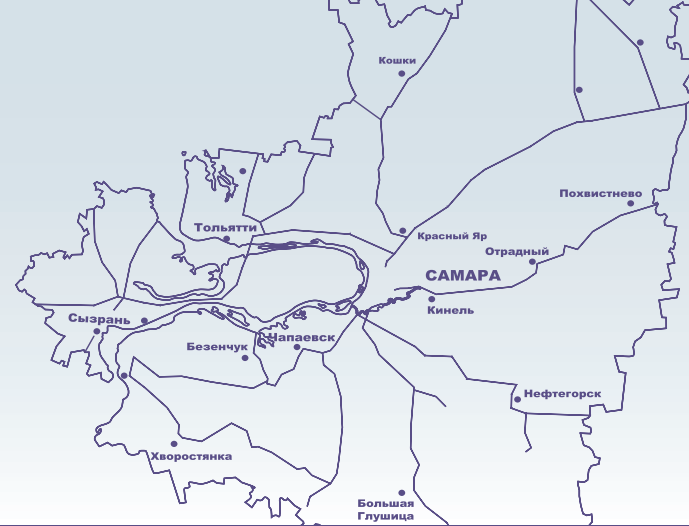 Кошки
Похвистнево
Тольятти
Красный Яр
Отрадный
САМАРА
Кинель
Сызрань
Чапаевск
Безенчук
Нефтегорск
Хворостянка
Большая
Глушица